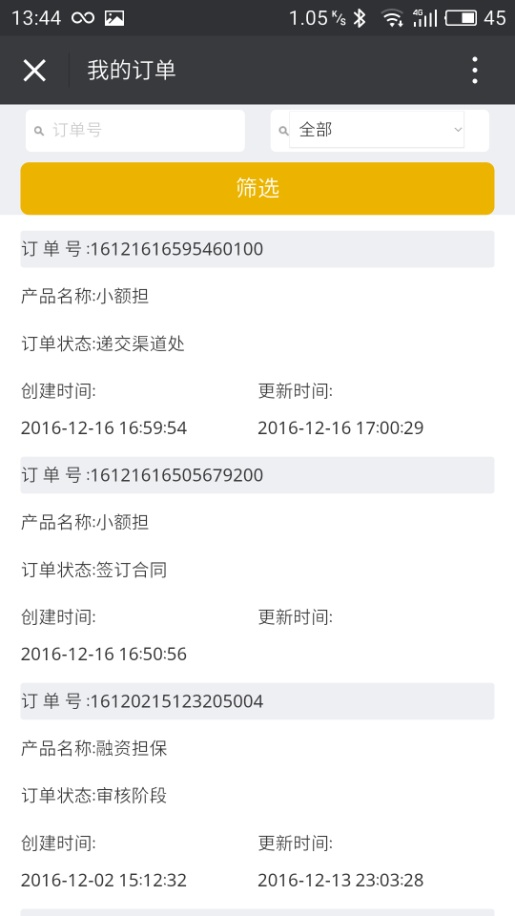 13:44 1.05 K/s 4G 45
我的订单
订单号 全部
筛选
订 单 号 :16121616595460100
产品名称:小额担
订单状态:递交渠道处
创建时间: 更新时间:
2016-12-16 16:59:54 2016-12-16 17:00:29
订 单 号 :16121616505679200
产品名称:小额担
订单状态:签订合同
创建时间: 更新时间:
2016-12-16 16:50:56
订 单 号 :16120215123205004
产品名称:融资担保
订单状态:审核阶段
创建时间: 更新时间:
2016-12-02 15:12:32 2016-12-13 23:03:28